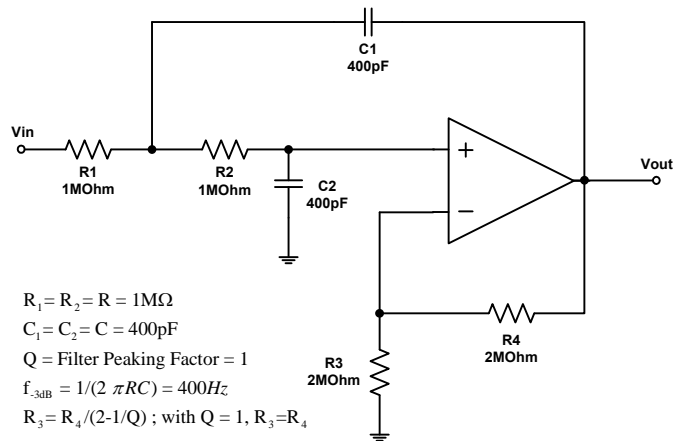 C1
400pF
Vin
R1
1MOhm
R2
1MOhm
C2
400pF
+
−
Vout
R4
2MOhm
R3
2MOhm
R₁= R₂= R = 1MΩ
C₁= C₂= C = 400pF
Q = Filter Peaking Factor = 1
f₋₃dB = 1/(2 πRC) = 400Hz
R₃= R₄/(2-1/Q) ; with Q = 1, R₃=R₄